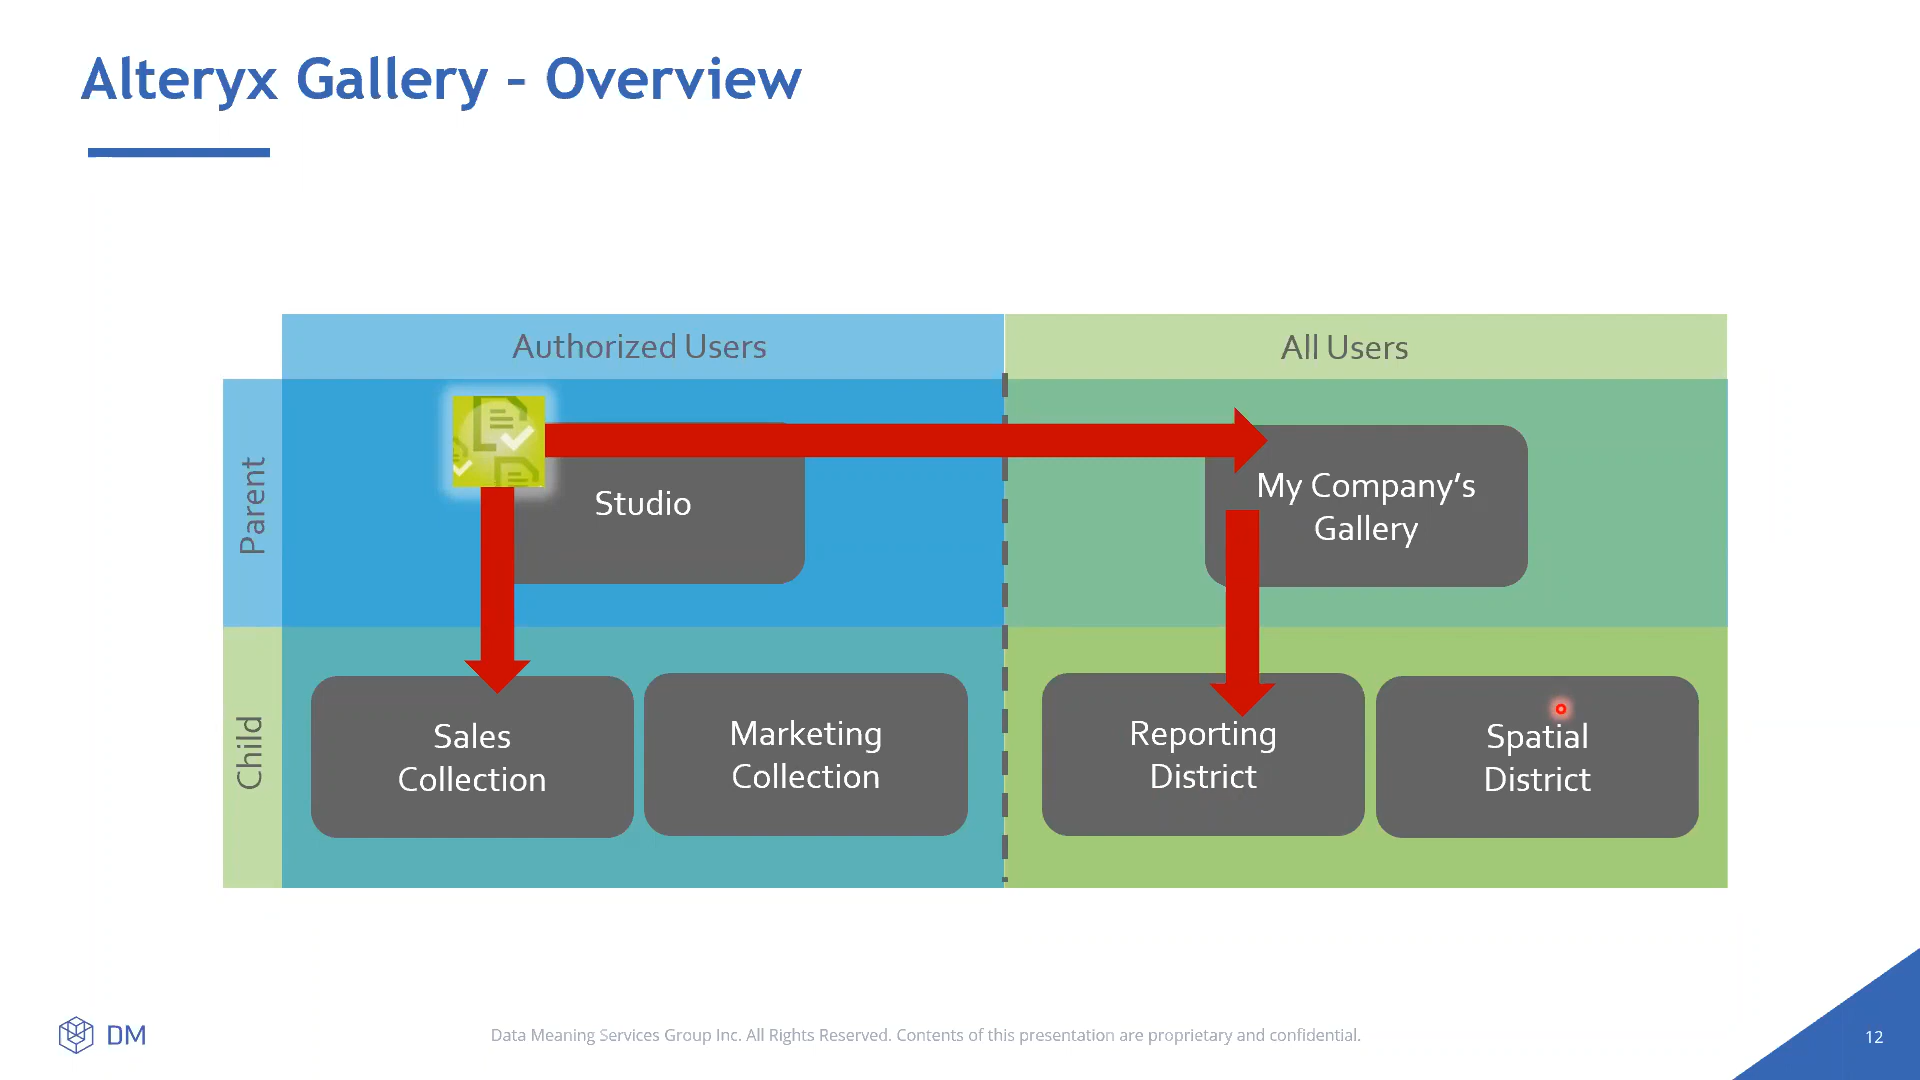 Alteryx Gallery – Overview
Authorized Users
All Users
Parent
Studio
My Company’s
Gallery
Child
Sales
Collection
Marketing
Collection
Reporting
District
Spatial
District
DM
Data Meaning Services Group Inc. All Rights Reserved. Contents of this presentation are proprietary and confidential.
12